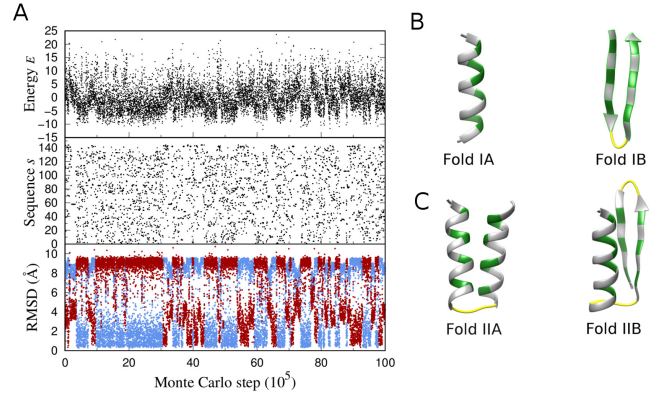 A
Energy E
25
20
15
10
5
0
−5
−10
−15
Sequence s
140
120
100
80
60
40
20
0
RMSD (Å)
10
8
6
4
2
0
0 20 40 60 80 100
Monte Carlo step (10⁵)
B
Fold IA Fold IB
C
Fold IIA Fold IIB